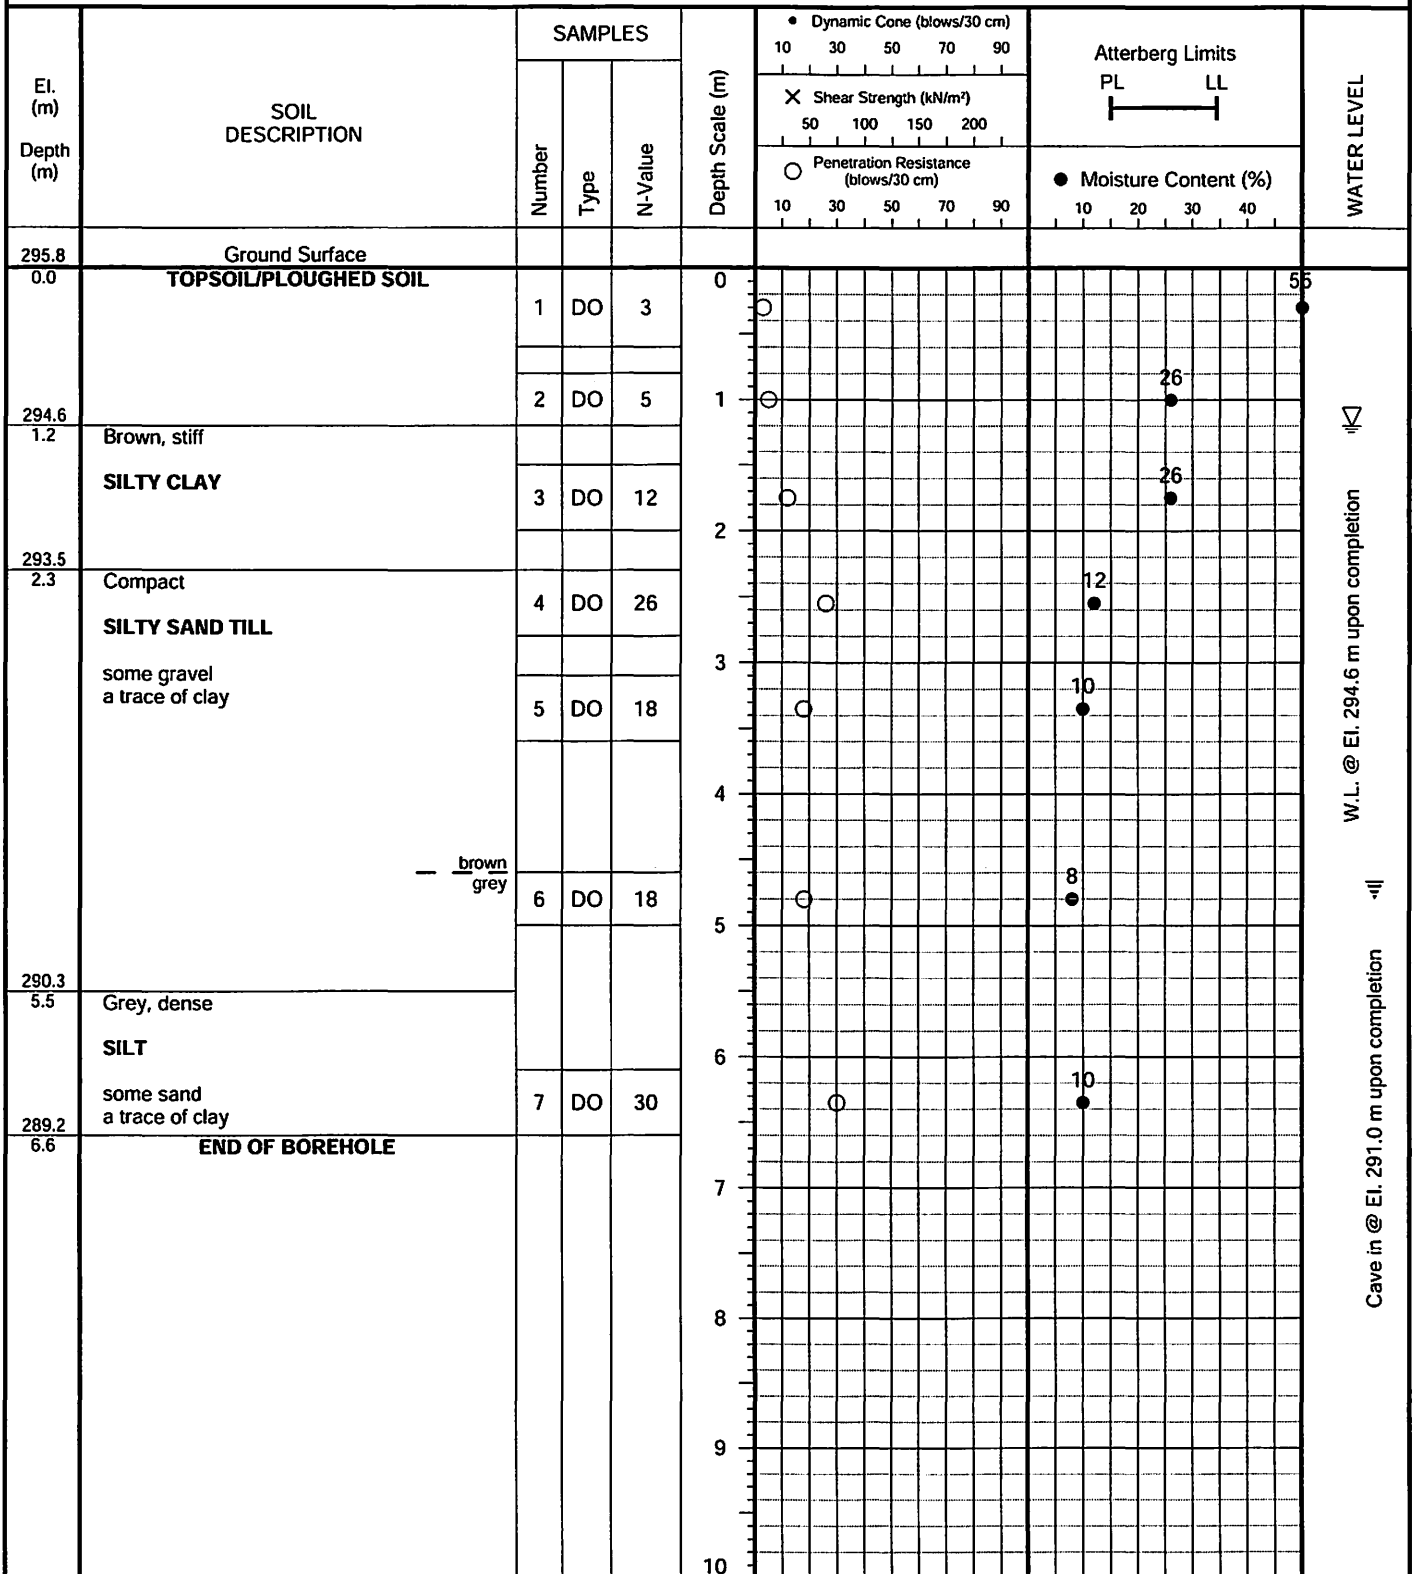 El.
(m)
Depth
(m)
SOIL
DESCRIPTION
SAMPLES
Number
Type
N-Value
Depth Scale (m)
• Dynamic Cone (blows/30 cm)
10 30 50 70 90
X Shear Strength (kN/m²)
50 100 150 200
Penetration Resistance
(blows/30 cm)
10 30 50 70 90
Atterberg Limits
PL LL
● Moisture Content (%)
10 20 30 40
WATER LEVEL
295.8 Ground Surface
0.0 TOPSOIL/PLOUGHED SOIL 0
1 DO 3
26
2 DO 5 1
294.6
1.2 Brown, stiff
SILTY CLAY 26
3 DO 12
2
293.5
2.3 Compact 12
4 DO 26
SILTY SAND TILL
3
some gravel
a trace of clay 10
5 DO 18
4
brown
grey 8
6 DO 18
5
290.3
5.5 Grey, dense
SILT
6
some sand 10
a trace of clay 7 DO 30
289.2
6.6 END OF BOREHOLE
7
8
9
10
W.L. @ El. 294.6 m upon completion
Cave in @ El. 291.0 m upon completion